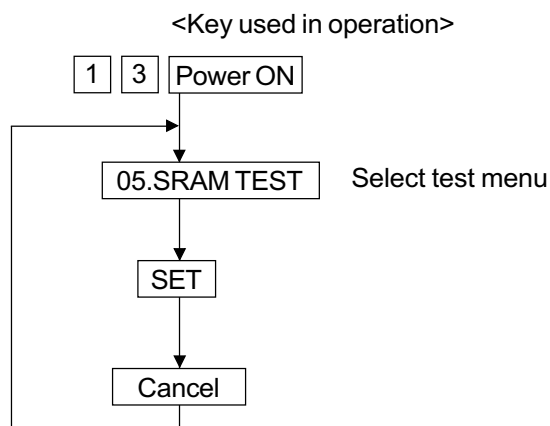 <Key used in operation>
1 3 Power ON
05.SRAM TEST Select test menu
SET
Cancel